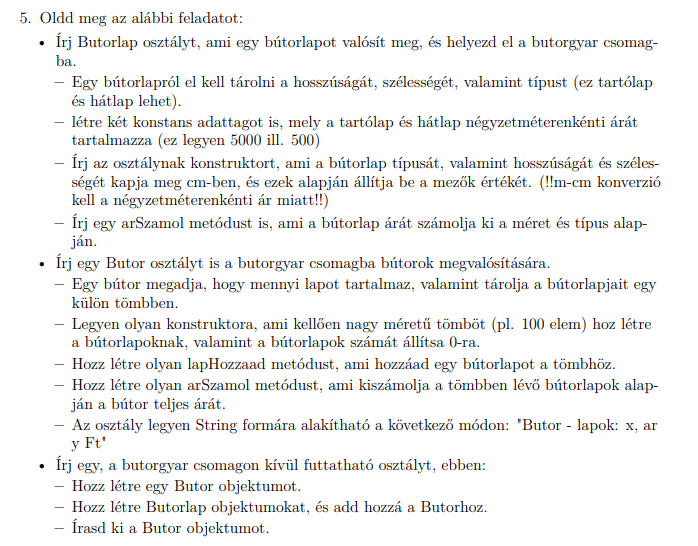 5. Oldd meg az alábbi feladatot:
• Írj Butorlap osztályt, ami egy bútorlapot valósít meg, és helyezd el a butorgyar csomag-
ba.
– Egy bútorlapról el kell tárolni a hosszúságát, szélességét, valamint típust (ez tartólap
és hátlap lehet).
– létre két konstans adattagot is, mely a tartólap és hátlap négyzetméterenkénti árát
tartalmazza (ez legyen 5000 ill. 500)
– Írj az osztálynak konstruktort, ami a bútorlap típusát, valamint hosszúságát és széles-
ségét kapja meg cm-ben, és ezek alapján állítja be a mezők értékét. (!!m-cm konverzió
kell a négyzetméterenkénti ár miatt!!)
– Írj egy arSzamol metódust is, ami a bútorlap árát számolja ki a méret és típus alap-
ján.
• Írj egy Butor osztályt is a butorgyar csomagba bútorok megvalósítására.
– Egy bútor megadja, hogy mennyi lapot tartalmaz, valamint tárolja a bútorlapjait egy
külön tömbben.
– Legyen olyan konstruktora, ami kellően nagy méretű tömböt (pl. 100 elem) hoz létre
a bútorlapoknak, valamint a bútorlapok számát állítsa 0-ra.
– Hozz létre olyan lapHozzaad metódust, ami hozzáad egy bútorlapot a tömbhöz.
– Hozz létre olyan arSzamol metódust, ami kiszámolja a tömbben lévő bútorlapok alap-
ján a bútor teljes árát.
– Az osztály legyen String formára alakítható a következő módon: "Butor - lapok: x, ar
y Ft"
• Írj egy, a butorgyar csomagon kívül futtatható osztályt, ebben:
– Hozz létre egy Butor objektumot.
– Hozz létre Butorlap objektumokat, és add hozzá a Butorhoz.
– Írasd ki a Butor objektumot.